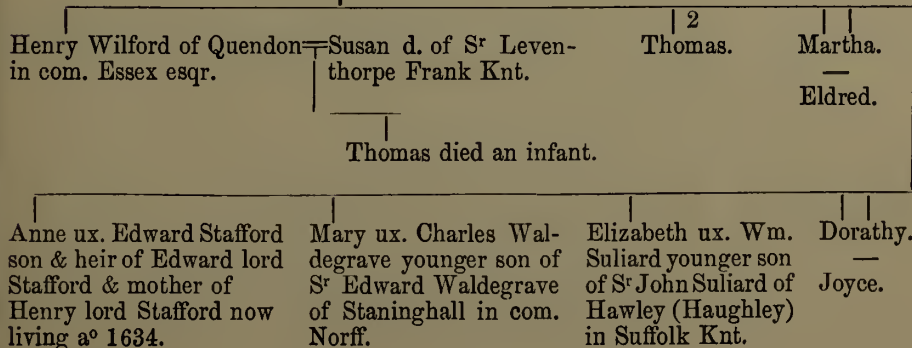 Henry Wilford of Quendon
in com. Essex esqr.
Susan d. of Sʳ Leven-
thorpe Frank Knt.
2
Thomas.
Martha.
—
Eldred.
Thomas died an infant.
Anne ux. Edward Stafford
son & heir of Edward lord
Stafford & mother of
Henry lord Stafford now
living aᵒ 1634.
Mary ux. Charles Wal-
degrave younger son of
Sʳ Edward Waldegrave
of Staninghall in com.
Norff.
Elizabeth ux. Wm.
Suliard younger son
of Sʳ John Suliard of
Hawley (Haughley)
in Suffolk Knt.
Dorathy.
—
Joyce.